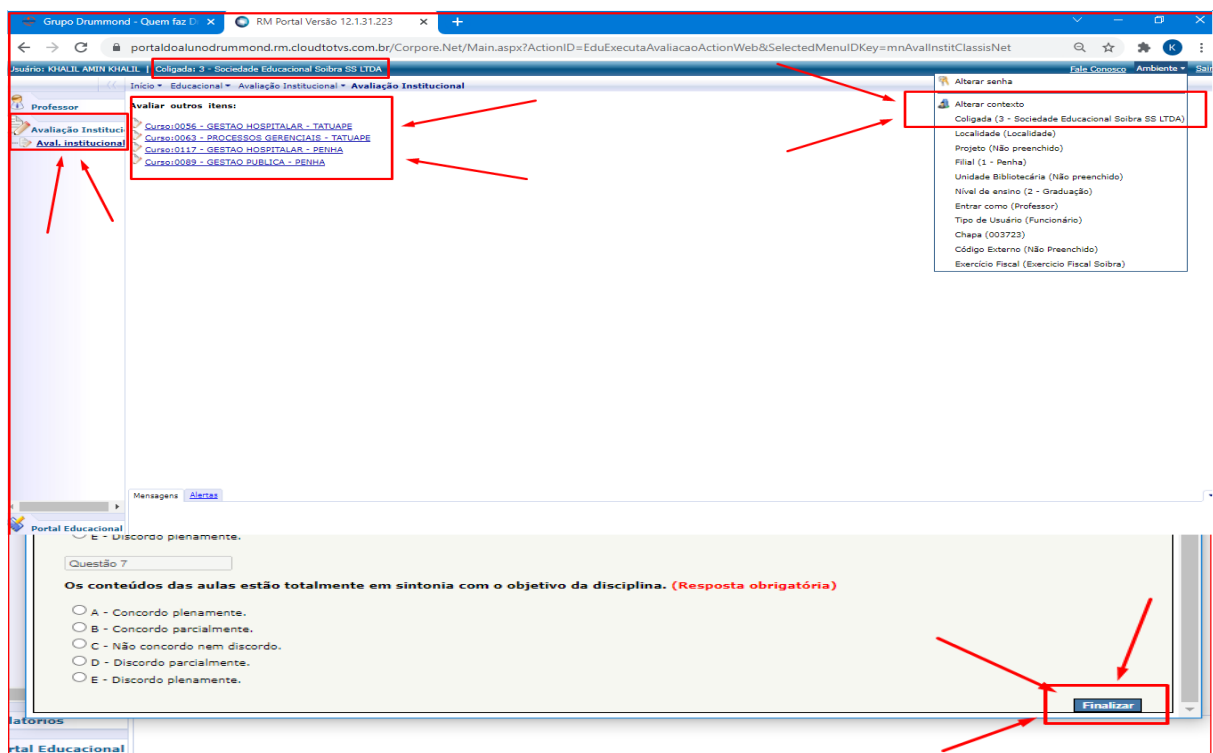 Grupo Drummond - Quem faz D
RM Portal Versão 12.1.31.223
portaldoalunodrummond.rm.cloudtotvs.com.br/Corpore.Net/Main.aspx?ActionID=EduExecutaAvaliacaoActionWeb&SelectedMenuIDKey=mnAvalInstitClassisNet
K
Usuário: KHALIL AMIN KHALIL | Coligada: 3 - Sociedade Educacional Soibra SS LTDA
Fale Conosco Ambiente Sair
Início Educacional Avaliação Institucional Avaliação Institucional
Alterar senha
Professor
Avaliar outros itens:
Alterar contexto
Coligada (3 - Sociedade Educacional Soibra SS LTDA)
Localidade (Localidade)
Projeto (Não preenchido)
Filial (1 - Penha)
Unidade Bibliotecária (Não preenchido)
Nível de ensino (2 - Graduação)
Entrar como (Professor)
Tipo de Usuário (Funcionário)
Chapa (003723)
Código Externo (Não Preenchido)
Exercício Fiscal (Exercicio Fiscal Soibra)
Avaliação Instituci
Aval. institucional
Curso:0056 - GESTAO HOSPITALAR - TATUAPE
Curso:0063 - PROCESSOS GERENCIAIS - TATUAPE
Curso:0117 - GESTAO HOSPITALAR - PENHA
Curso:0089 - GESTAO PUBLICA - PENHA
Mensagens Alertas
Portal Educacional
E - Discordo plenamente.
Questão 7
Os conteúdos das aulas estão totalmente em sintonia com o objetivo da disciplina. (Resposta obrigatória)
A - Concordo plenamente.
B - Concordo parcialmente.
C - Não concordo nem discordo.
D - Discordo parcialmente.
E - Discordo plenamente.
Finalizar
latórios
rtal Educacional